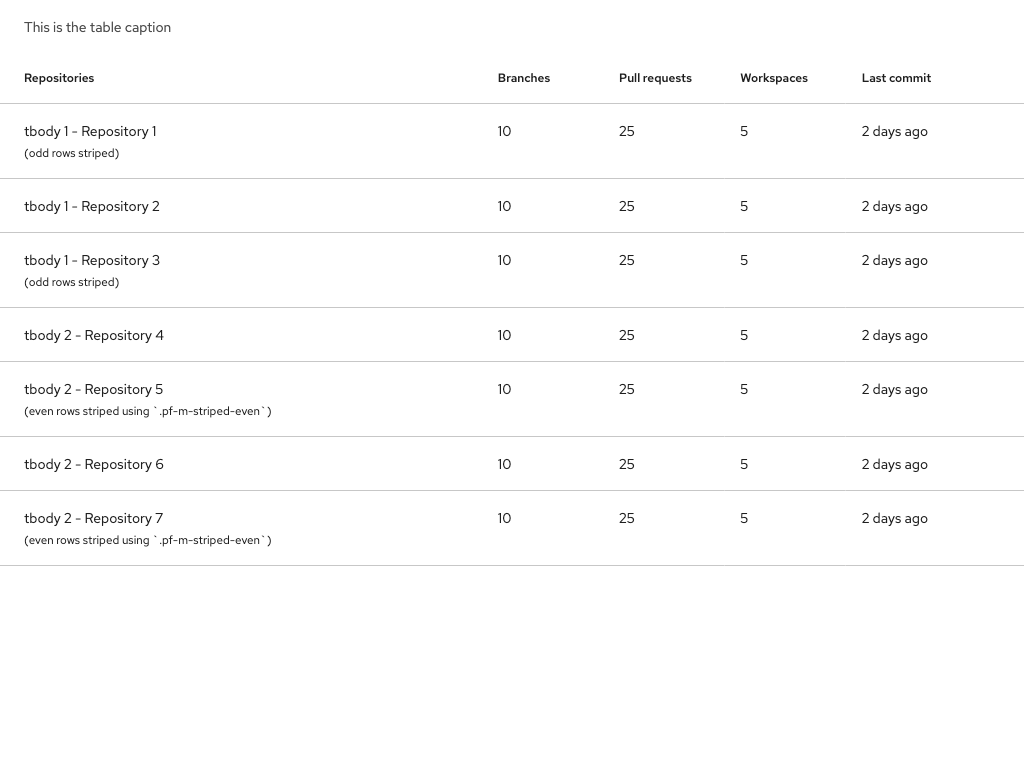 This is the table caption
Repositories Branches Pull requests Workspaces Last commit
tbody 1 - Repository 1 10 25 5 2 days ago
(odd rows striped)
tbody 1 - Repository 2 10 25 5 2 days ago
tbody 1 - Repository 3 10 25 5 2 days ago
(odd rows striped)
tbody 2 - Repository 4 10 25 5 2 days ago
tbody 2 - Repository 5 10 25 5 2 days ago
(even rows striped using `.pf-m-striped-even`)
tbody 2 - Repository 6 10 25 5 2 days ago
tbody 2 - Repository 7 10 25 5 2 days ago
(even rows striped using `.pf-m-striped-even`)